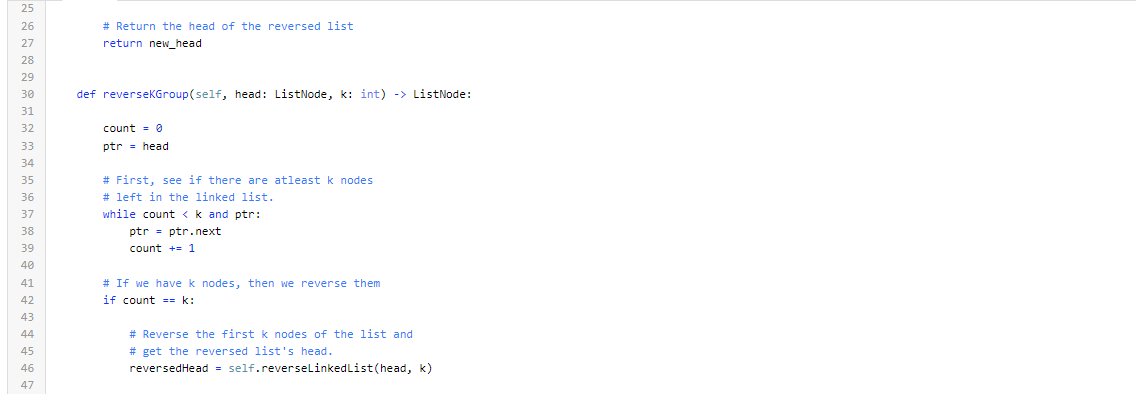 25
26 # Return the head of the reversed list
27 return new_head
28
29
30 def reverseKGroup(self, head: ListNode, k: int) -> ListNode:
31
32 count = 0
33 ptr = head
34
35 # First, see if there are atleast k nodes
36 # left in the linked list.
37 while count < k and ptr:
38 ptr = ptr.next
39 count += 1
40
41 # If we have k nodes, then we reverse them
42 if count == k:
43
44 # Reverse the first k nodes of the list and
45 # get the reversed list's head.
46 reversedHead = self.reverseLinkedList(head, k)
47